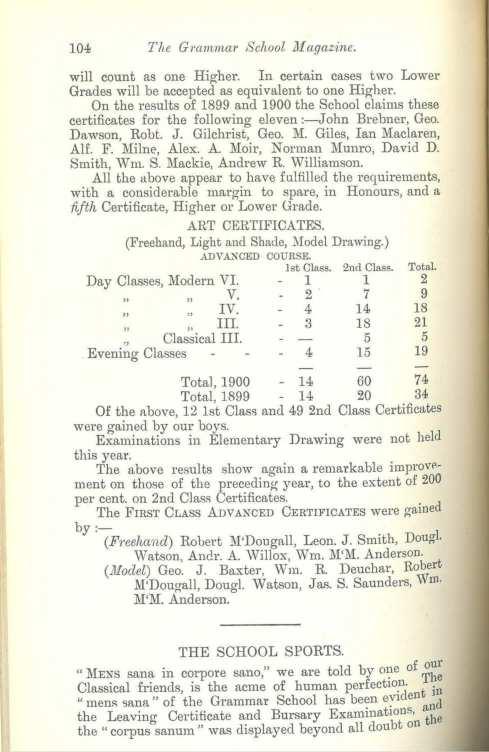 104 The Grammar School Magazine.
will count as one Higher. In certain cases two Lower
Grades will be accepted as equivalent to one Higher.
On the results of 1899 and 1900 the School claims these
certificates for the following eleven :—John Brebner, Geo.
Dawson, Robt. J. Gilchrist, Geo. M. Giles, Ian Maclaren,
Alf. F. Milne, Alex. A. Moir, Norman Munro, David D.
Smith, Wm. S. Mackie, Andrew R. Williamson.
All the above appear to have fulfilled the requirements,
with a considerable margin to spare, in Honours, and a
fifth Certificate, Higher or Lower Grade.
ART CERTIFICATES.
(Freehand, Light and Shade, Model Drawing.)
ADVANCED COURSE.
1st Class. 2nd Class. Total.
Day Classes, Modern VI. - 1 1 2
„ „ V. - 2 7 9
„ „ IV. - 4 14 18
„ „ III. - 3 18 21
„ Classical III. - — 5 5
Evening Classes - - - 4 15 19
— — —
Total, 1900 - 14 60 74
Total, 1899 - 14 20 34
Of the above, 12 1st Class and 49 2nd Class Certificates
were gained by our boys.
Examinations in Elementary Drawing were not held
this year.
The above results show again a remarkable improve-
ment on those of the preceding year, to the extent of 200
per cent. on 2nd Class Certificates.
The FIRST CLASS ADVANCED CERTIFICATES were gained
by :—
(Freehand) Robert M‘Dougall, Leon. J. Smith, Dougl.
Watson, Andr. A. Willox, Wm. M‘M. Anderson.
(Model) Geo. J. Baxter, Wm. R. Deuchar, Robert
M‘Dougall, Dougl. Watson, Jas. S. Saunders, Wm.
M‘M. Anderson.
THE SCHOOL SPORTS.
“MENS sana in corpore sano,” we are told by one of our
Classical friends, is the acme of human perfection. The
“mens sana” of the Grammar School has been evident in
the Leaving Certificate and Bursary Examinations, and
the “corpus sanum” was displayed beyond all doubt on the